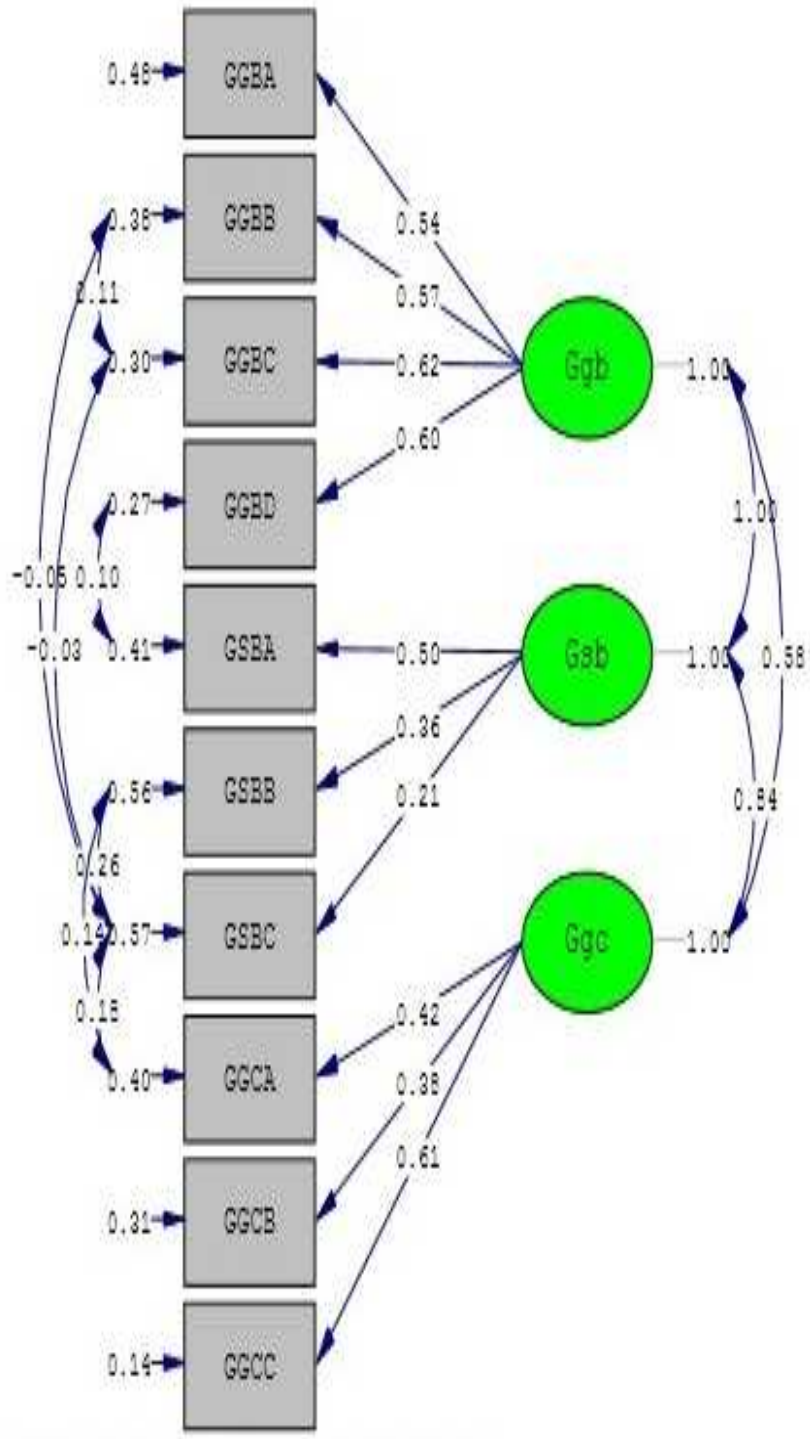 0.48 GGBA
0.54
0.38 GGBB
0.57
0.11
0.30 GGBC 0.62 Ggb 1.00
0.60
0.27 GGBD
1.00
-0.05 0.10
0.41 GSBA 0.50 Gsb 1.00 0.58
-0.03
0.36
0.56 GSBB
0.21 0.84
0.26
0.14 0.57 GSBC Ggc 1.00
0.18 0.42
0.40 GGCA 0.38
0.61
0.31 GGCB
0.14 GGCC